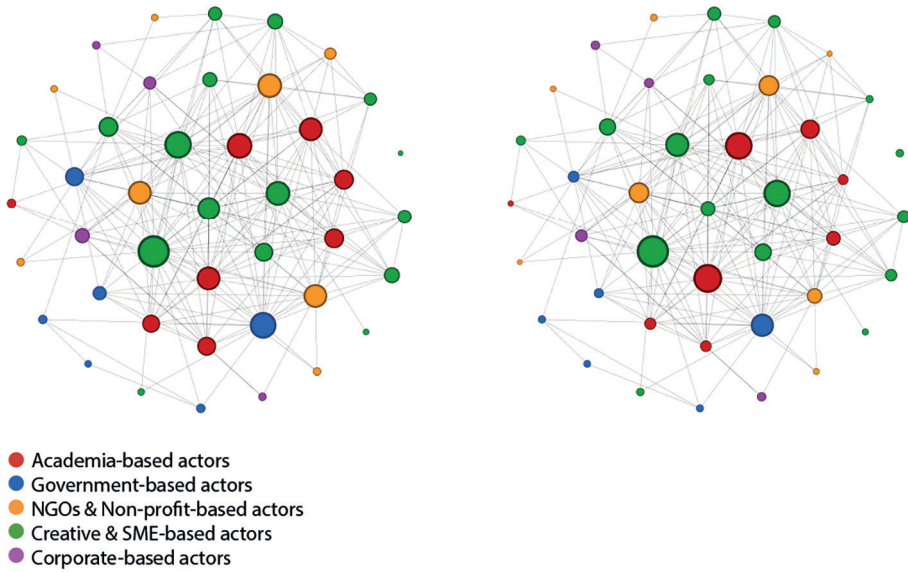 Academia-based actors
Government-based actors
NGOs & Non-profit-based actors
Creative & SME-based actors
Corporate-based actors